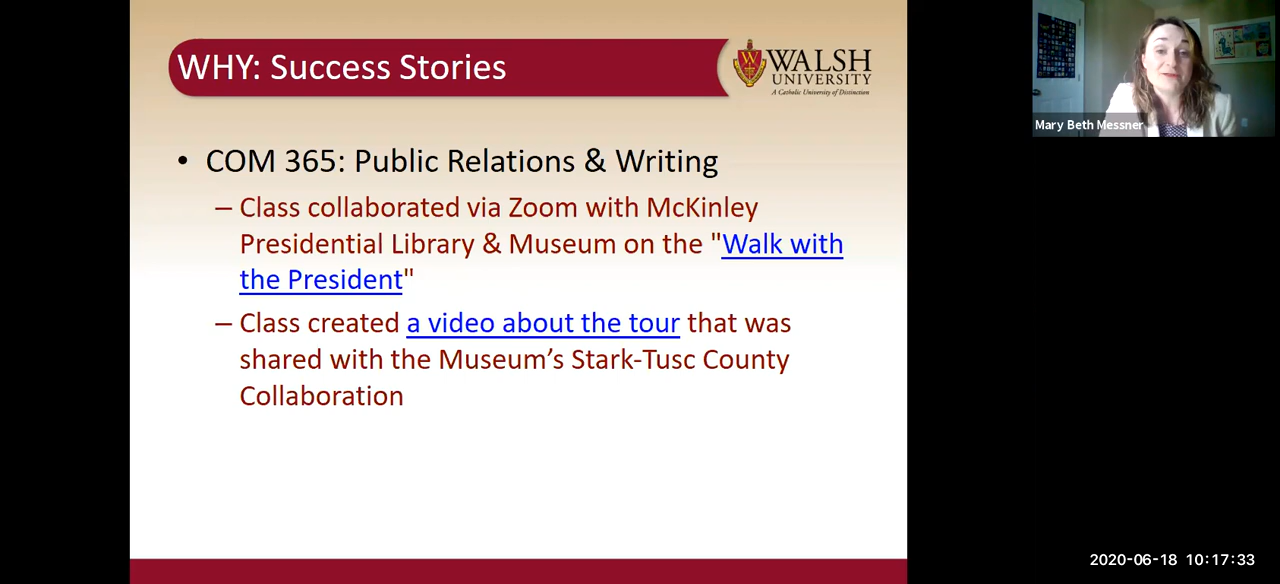 WHY: Success Stories
W
WALSH
UNIVERSITY
A Catholic University of Distinction
• COM 365: Public Relations & Writing
– Class collaborated via Zoom with McKinley
Presidential Library & Museum on the "Walk with
the President"
– Class created a video about the tour that was
shared with the Museum’s Stark-Tusc County
Collaboration
Mary Beth Messner
2020-06-18 10:17:33